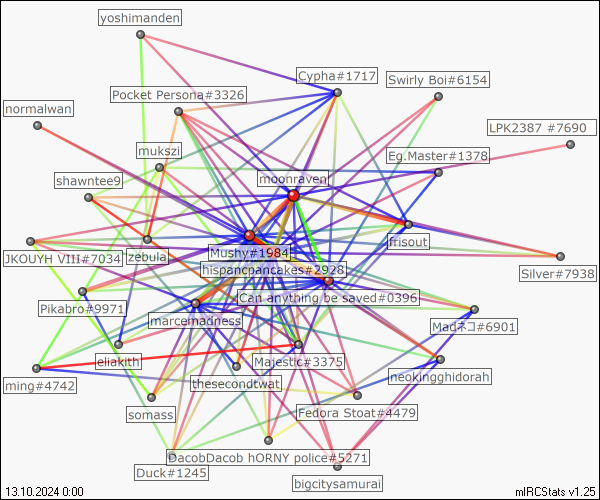 yoshimanden
Cypha#1717
Swirly Boi#6154
Pocket Persona#3326
normalwan
LPK2387 #7690
mukszi
Eg.Master#1378
moonraven
shawntee9
frisout
Mushy#1984
JKOUYH VIII#7034
zebula
hispancpancakes#2928
Silver#7938
Can anything be saved#0396
Pikabro#9971
marcemadness
Madネコ#6901
eliakith
Majestic#3375
neokingghidorah
ming#4742
thesecondtwat
somass
Fedora Stoat#4479
DacobDacob hORNY police#5271
Duck#1245
bigcitysamurai
13.10.2024 0:00
mIRCStats v1.25